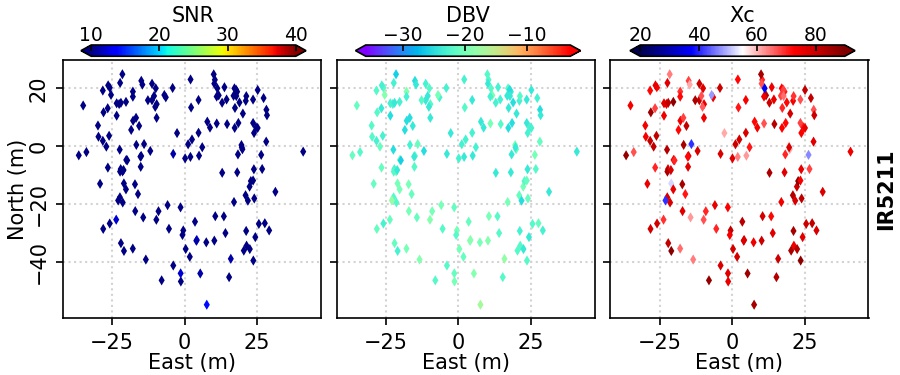 SNR DBV Xc
10 20 30 40 −30 −20 −10 20 40 60 80
20
0
−20
−40
North (m)
IR5211
−25 0 25 −25 0 25 −25 0 25
East (m) East (m) East (m)